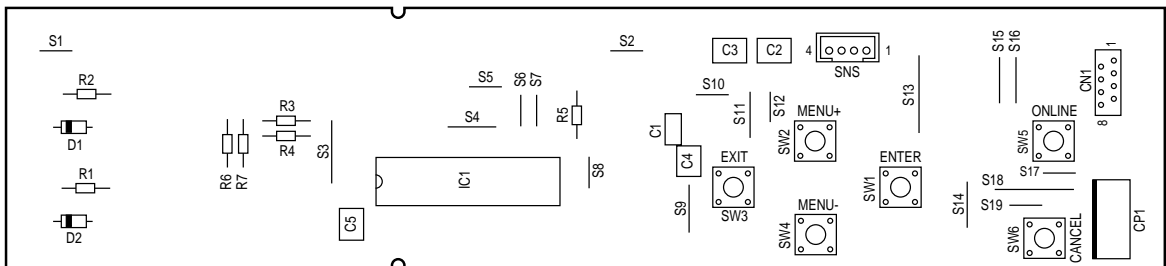 S1
S2
R2
D1
R1
D2
R3
R4
R6
R7
S3
S5
S4
S6
S7
R5
IC1
C5
S8
C3
C2
4
1
SNS
S10
S11
S12
C1
C4
S9
MENU+
SW2
EXIT
SW3
MENU-
SW4
ENTER
SW1
S13
S14
S15
S16
CN1
8
ONLINE
SW5
S17
S18
S19
SW6
CANCEL
CP1